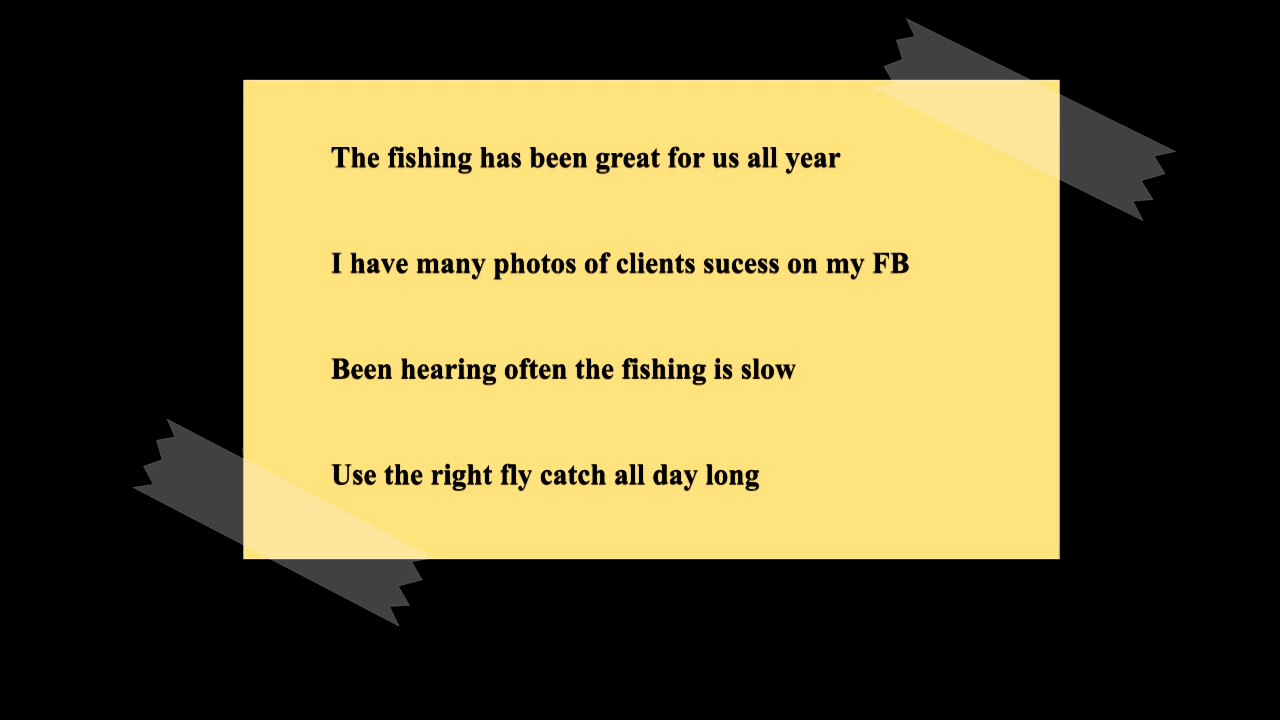 The fishing has been great for us all year
I have many photos of clients sucess on my FB
Been hearing often the fishing is slow
Use the right fly catch all day long